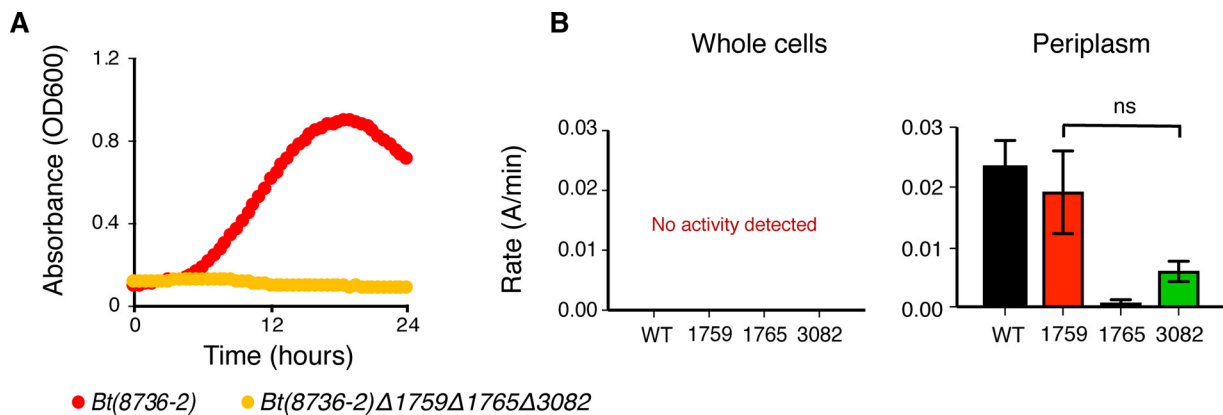 A
Absorbance (OD600)
1.2
0.8
0.4
0
0
12
24
Time (hours)
Bt(8736-2)
Bt(8736-2)Δ1759Δ1765Δ3082
B
Whole cells
Rate (A/min)
0.03
0.02
0.01
0.00
No activity detected
WT 1759 1765 3082
Periplasm
ns
0.03
0.02
0.01
0.00
WT 1759 1765 3082